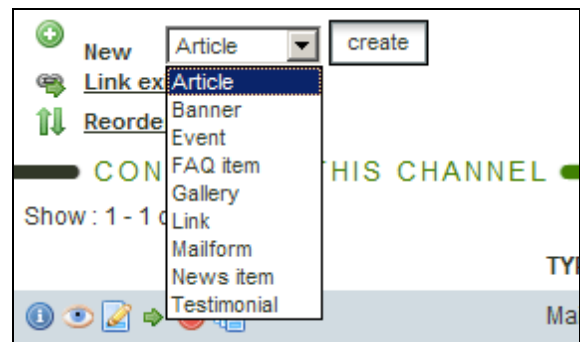 New Article create
Link ex
Article
Banner
Reorde
Event
CON HIS CHANNEL
FAQ item
Gallery
Show : 1 - 1
Link
Mailform
News item
TY
Testimonial
Ma